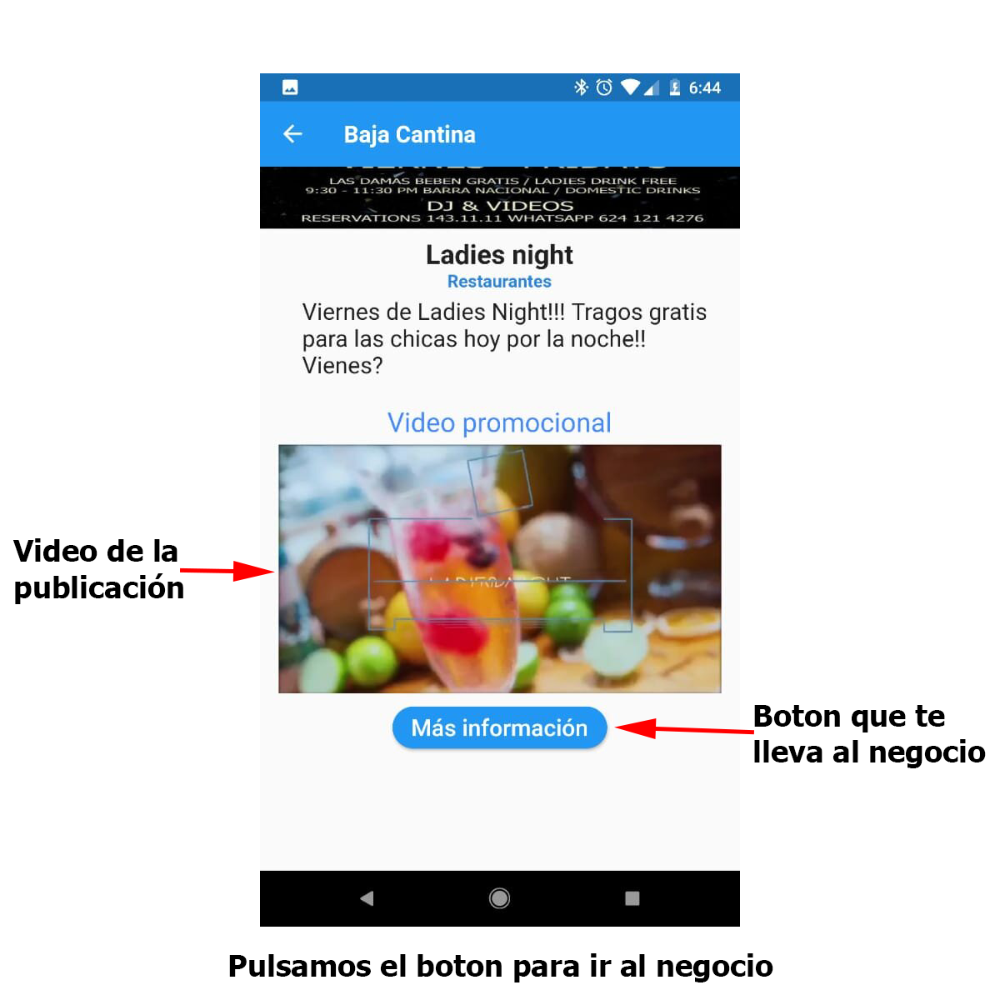 6:44
Baja Cantina
LAS DAMAS BEBEN GRATIS / LADIES DRINK FREE
9:30 - 11:30 PM BARRA NACIONAL / DOMESTIC DRINKS
DJ & VIDEOS
RESERVATIONS 143.11.11 WHATSAPP 624 121 4276
Ladies night
Restaurantes
Viernes de Ladies Night!!! Tragos gratis
para las chicas hoy por la noche!!
Vienes?
Video promocional
Video de la
publicación
Más información
Boton que te
lleva al negocio
Pulsamos el boton para ir al negocio